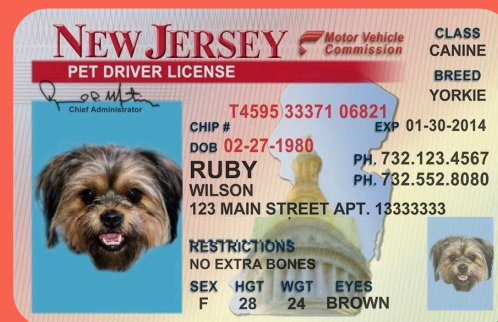 NEW JERSEY
Motor Vehicle
Commission
PET DRIVER LICENSE
Chief Administrator
CLASS
CANINE
BREED
YORKIE
T4595 33371 06821
CHIP #
EXP 01-30-2014
DOB 02-27-1980
PH. 732.123.4567
RUBY
PH. 732.552.8080
WILSON
123 MAIN STREET APT. 13333333
RESTRICTIONS
NO EXTRA BONES
SEX HGT WGT EYES
F 28 24 BROWN